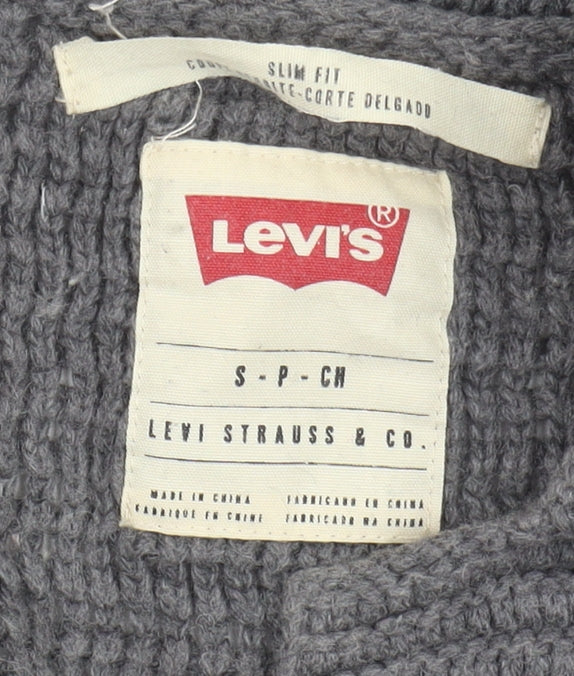 SLIM FIT
CORTE DELGADO
LEVI'S®
S - P - CH
LEVI STRAUSS & CO.
MADE IN CHINA
FABRICADO EN CHINA
FABRIQUE EN CHINE
FABRICADO NA CHINA